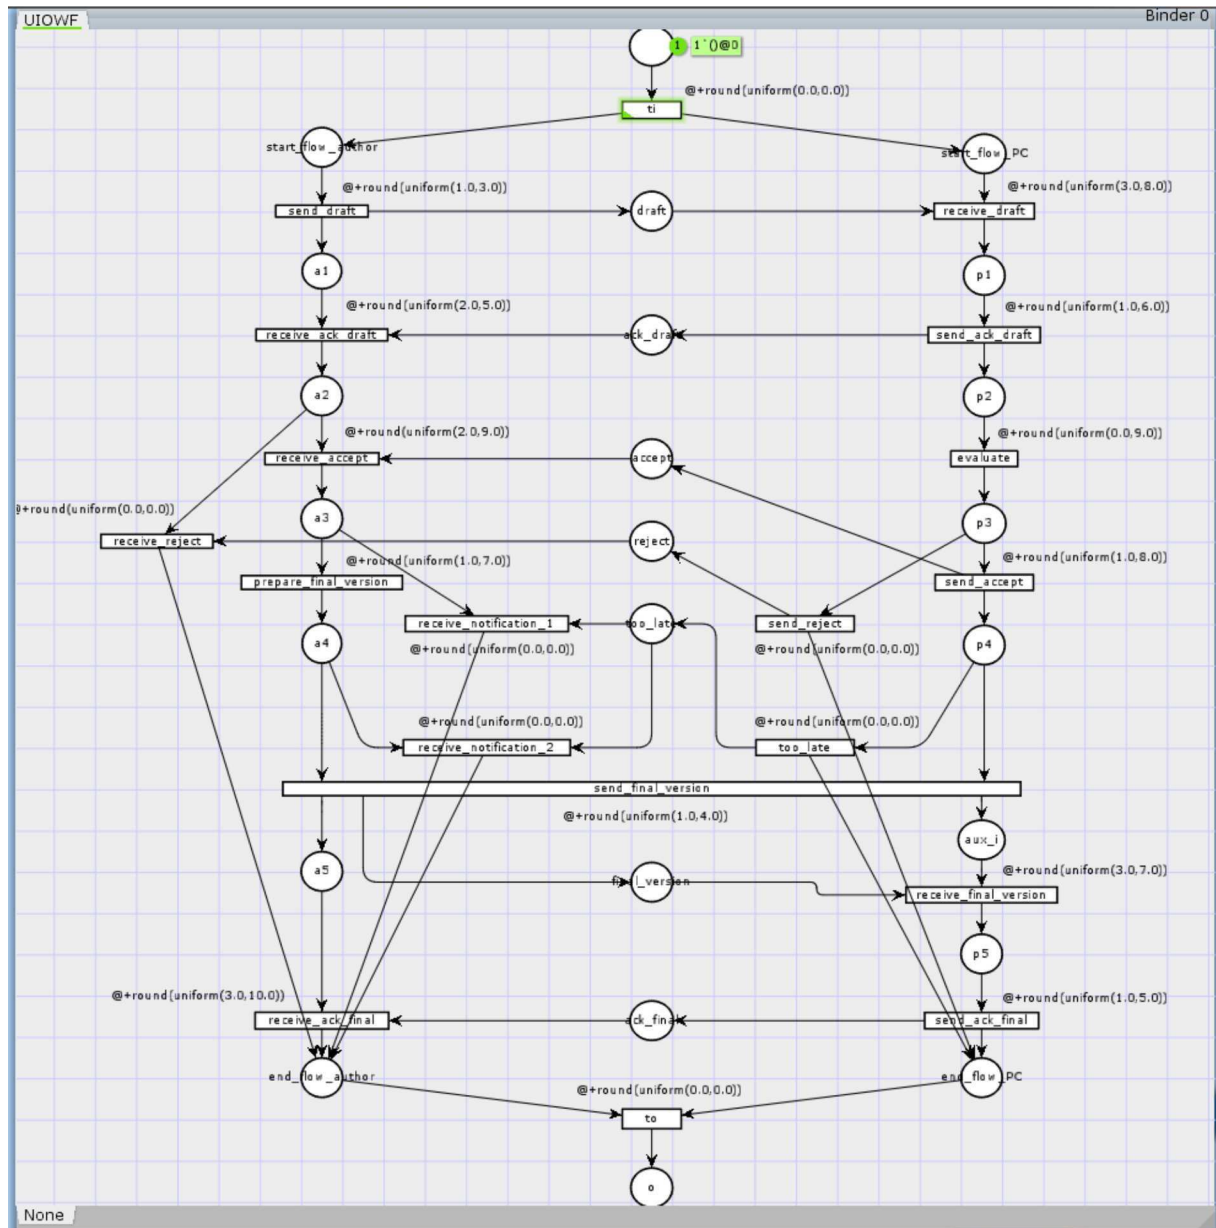 UIOWF
Binder 0
1 1`()@0
@+round(uniform(0.0,0.0))
ti
start_flow_author
start_flow_PC
@+round(uniform(1.0,3.0))
@+round(uniform(3.0,8.0))
send_draft
draft
receive_draft
a1
p1
@+round(uniform(2.0,5.0))
@+round(uniform(1.0,6.0))
receive_ack_draft
ack_draft
send_ack_draft
a2
p2
@+round(uniform(2.0,9.0))
@+round(uniform(0.0,9.0))
receive_accept
accept
evaluate
@+round(uniform(0.0,0.0))
a3
p3
receive_reject
reject
@+round(uniform(1.0,7.0))
@+round(uniform(1.0,8.0))
prepare_final_version
send_accept
receive_notification_1
too_late
send_reject
a4
p4
@+round(uniform(0.0,0.0))
@+round(uniform(0.0,0.0))
@+round(uniform(0.0,0.0))
@+round(uniform(0.0,0.0))
receive_notification_2
too_late
send_final_version
@+round(uniform(1.0,4.0))
aux_i
a5
@+round(uniform(3.0,7.0))
final_version
receive_final_version
p5
@+round(uniform(3.0,10.0))
@+round(uniform(1.0,5.0))
receive_ack_final
ack_final
send_ack_final
end_flow_author
end_flow_PC
@+round(uniform(0.0,0.0))
to
o
None